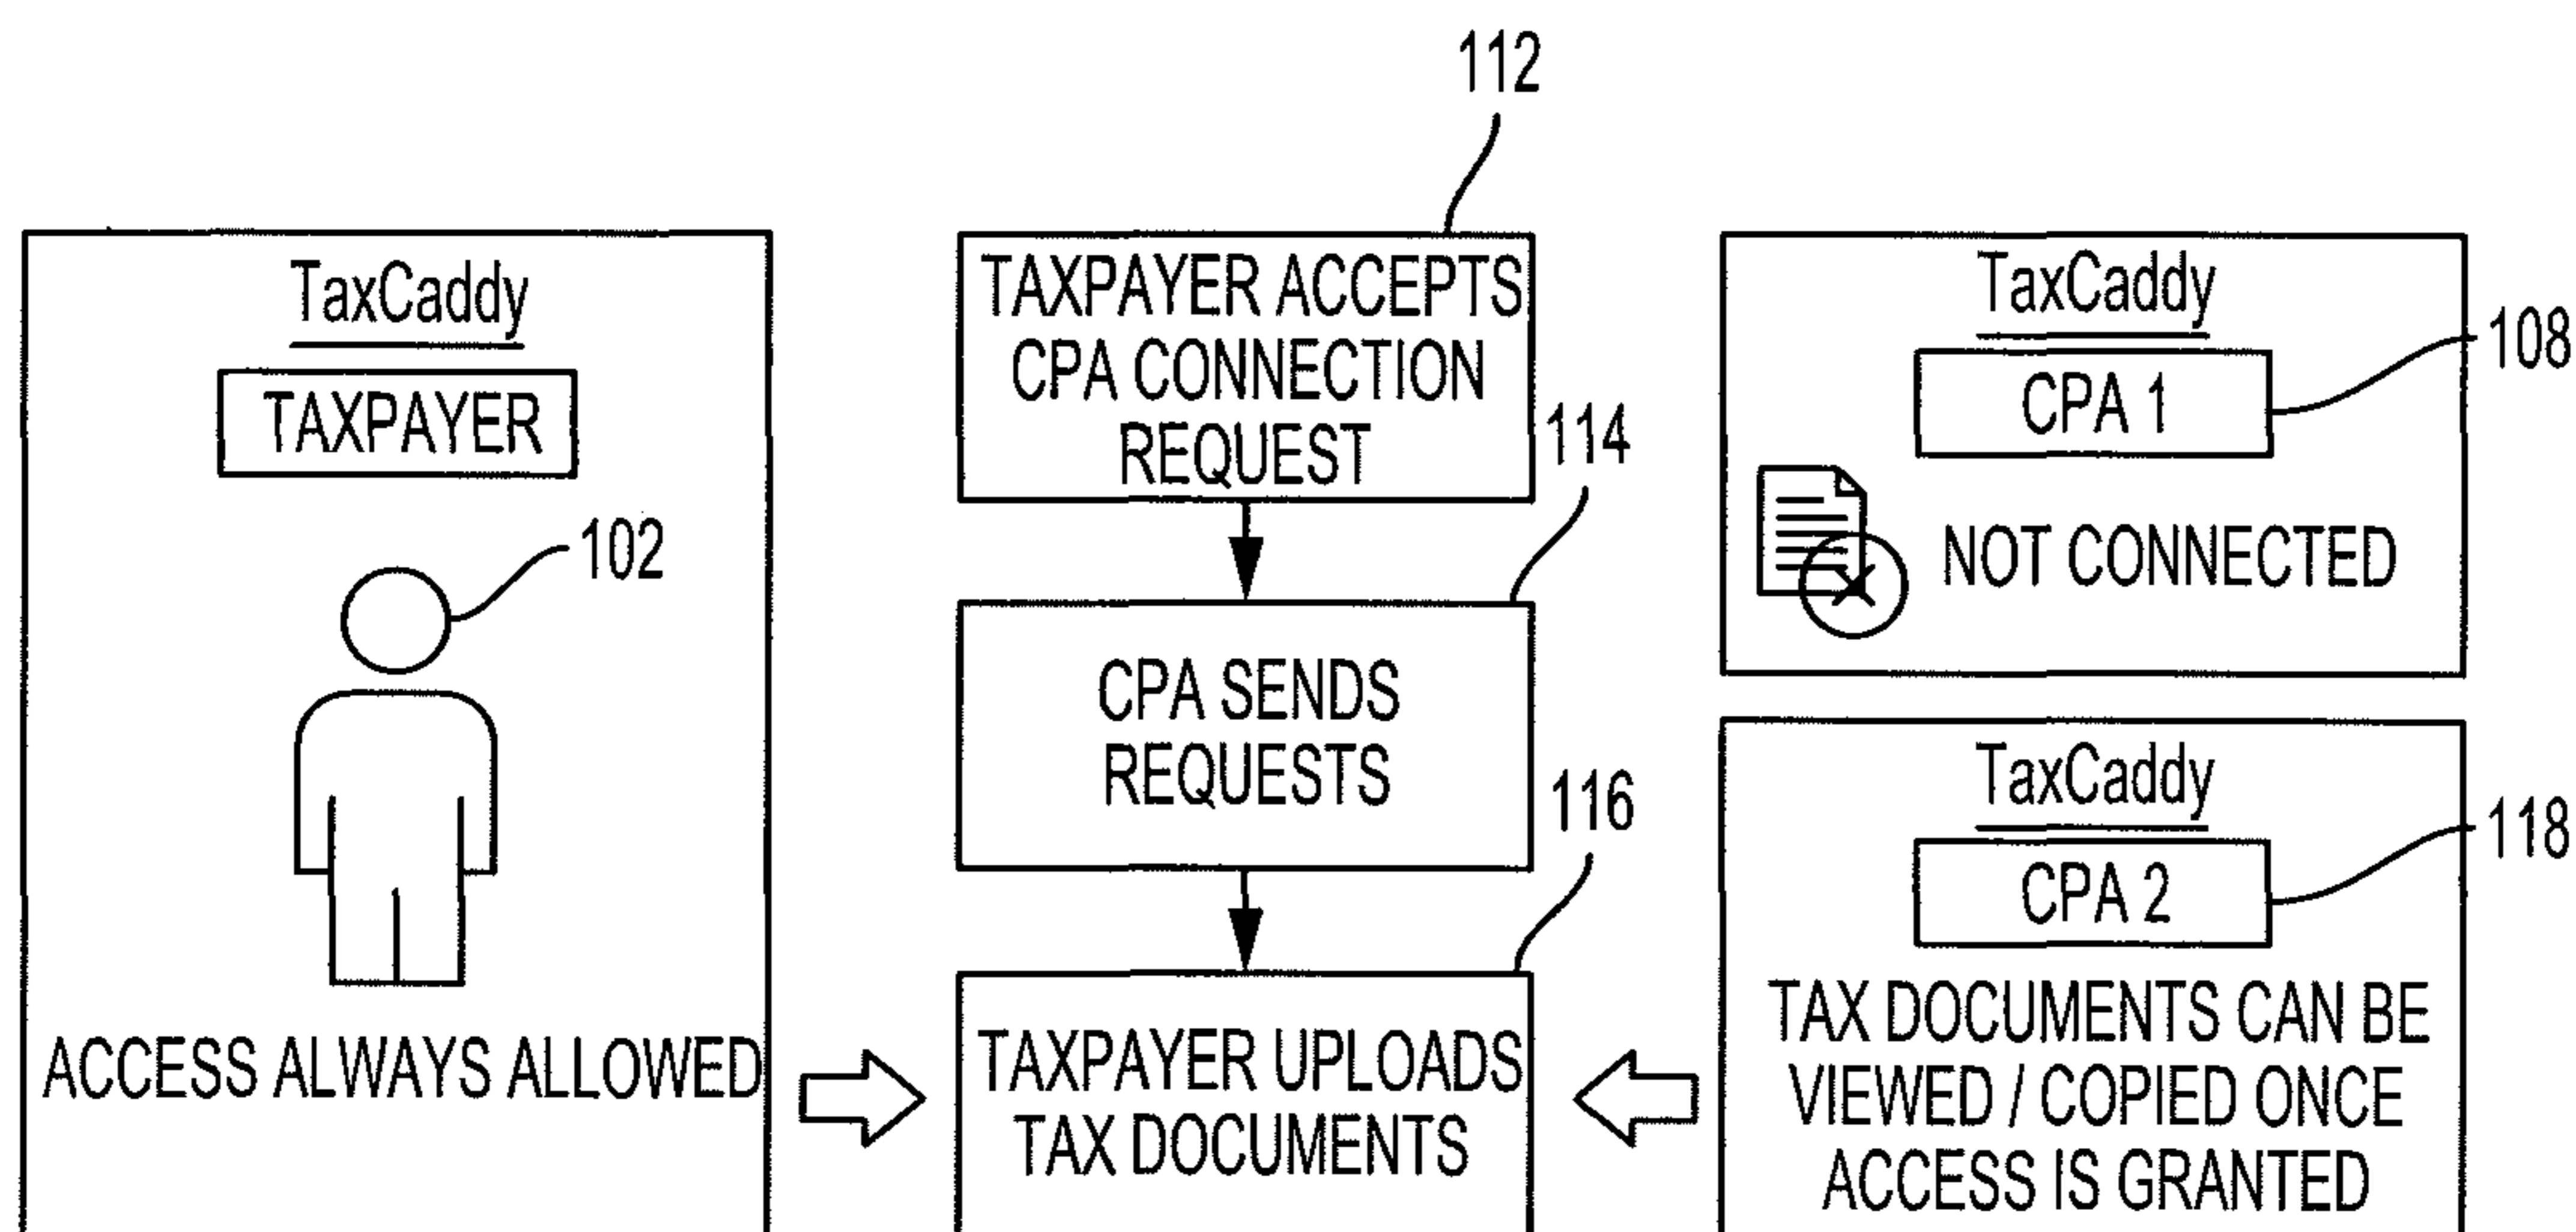 TaxCaddy
TAXPAYER
102
ACCESS ALWAYS ALLOWED
112
TAXPAYER ACCEPTS
CPA CONNECTION
REQUEST
114
CPA SENDS
REQUESTS
116
TAXPAYER UPLOADS
TAX DOCUMENTS
TaxCaddy
CPA 1
108
NOT CONNECTED
TaxCaddy
CPA 2
118
TAX DOCUMENTS CAN BE
VIEWED / COPIED ONCE
ACCESS IS GRANTED